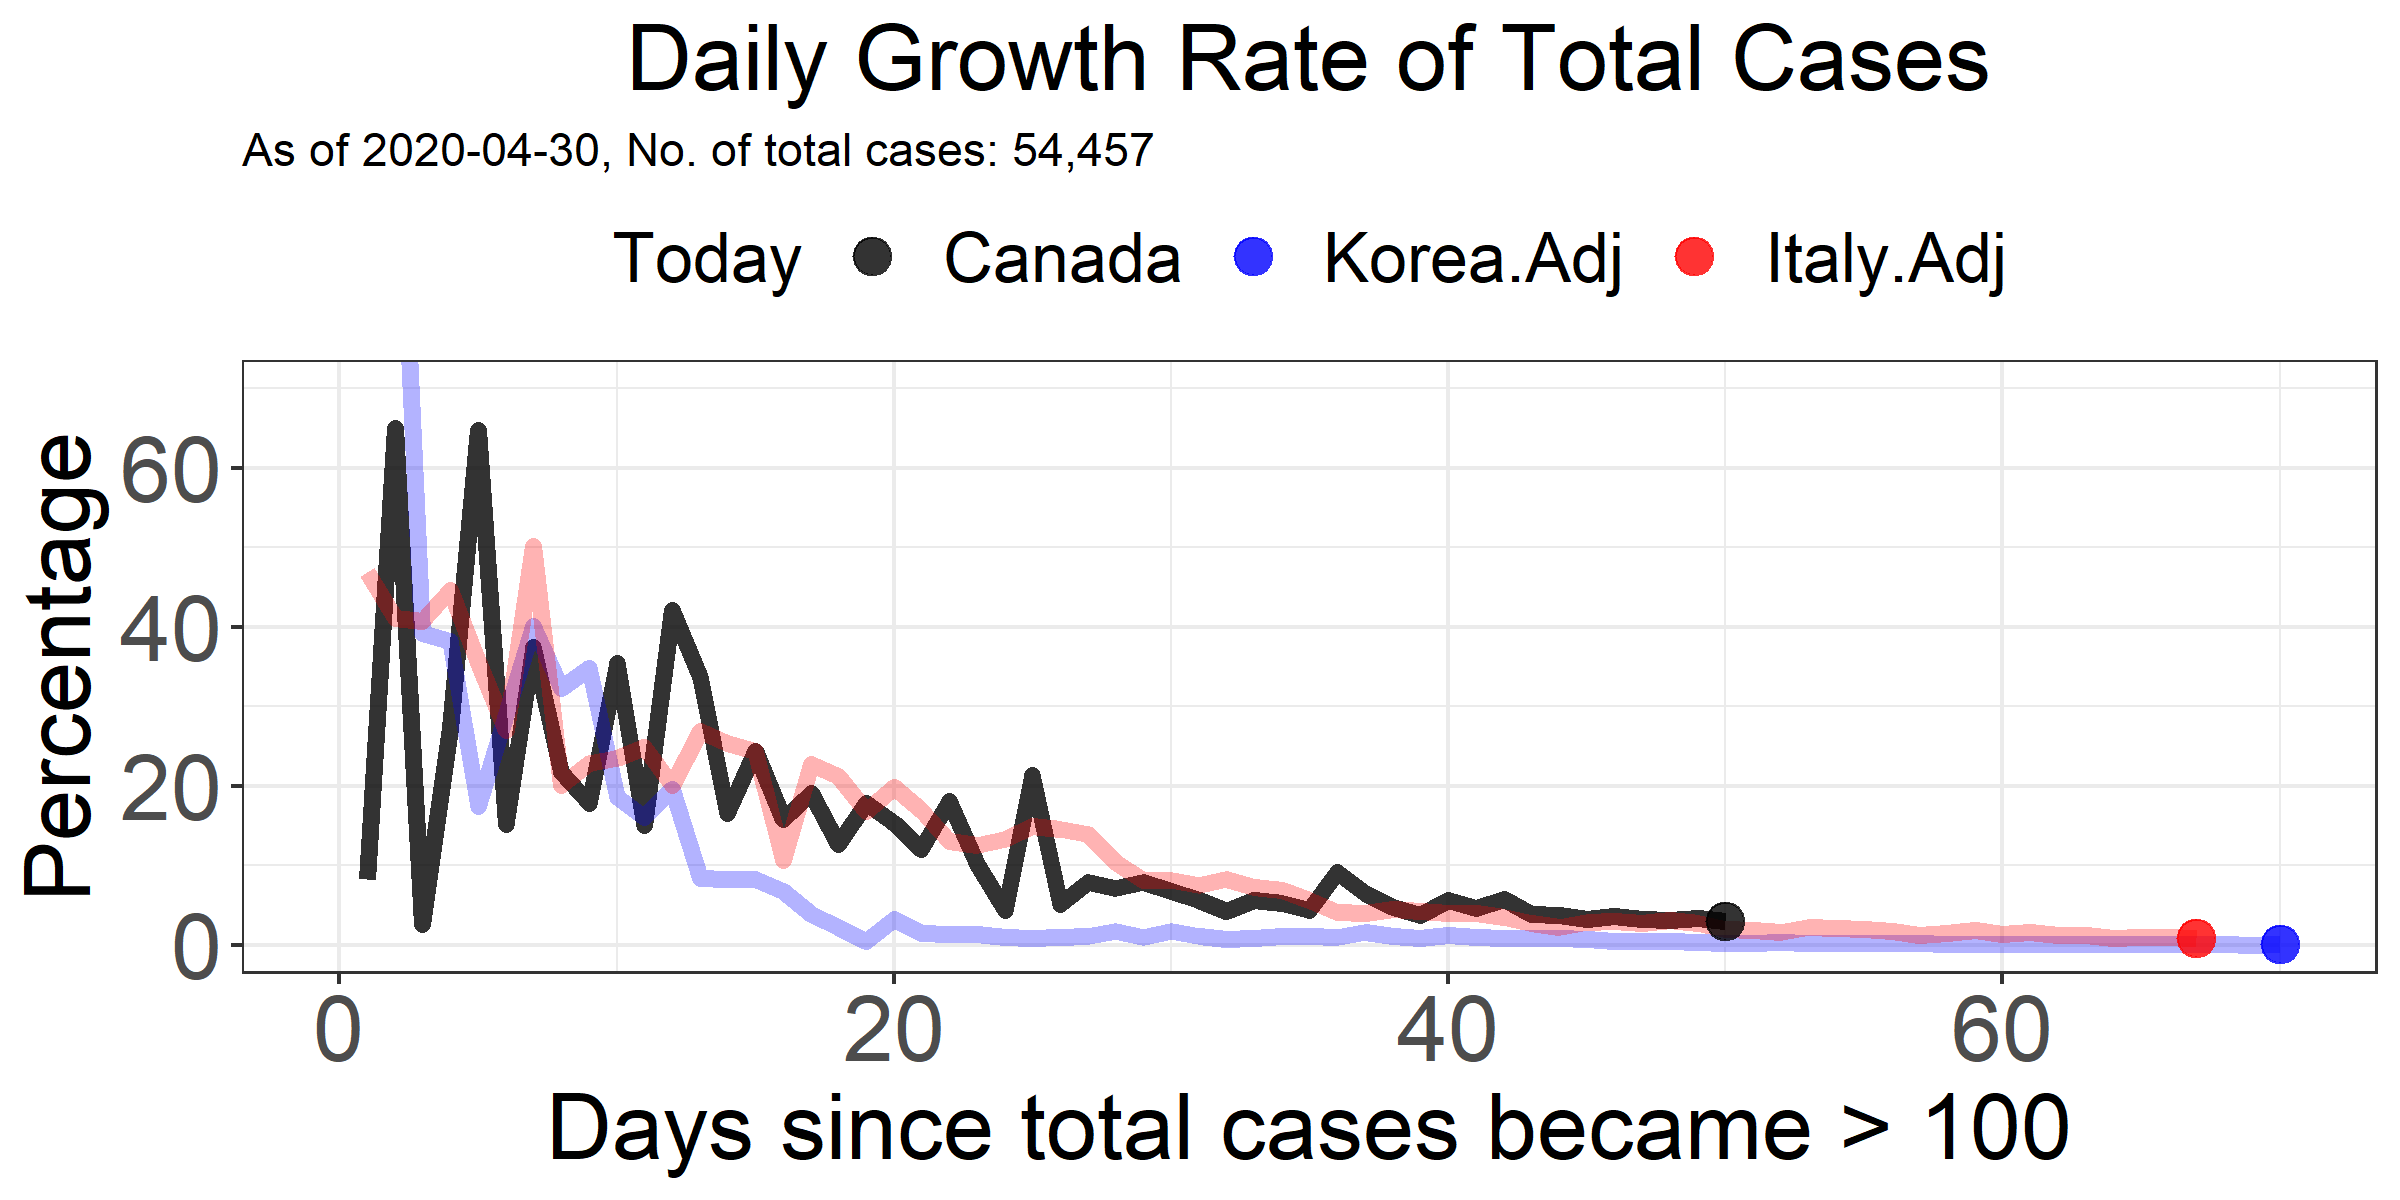 Daily Growth Rate of Total Cases
As of 2020-04-30, No. of total cases: 54,457
Today Canada Korea.Adj Italy.Adj
Percentage
60
40
20
0
0 20 40 60
Days since total cases became > 100